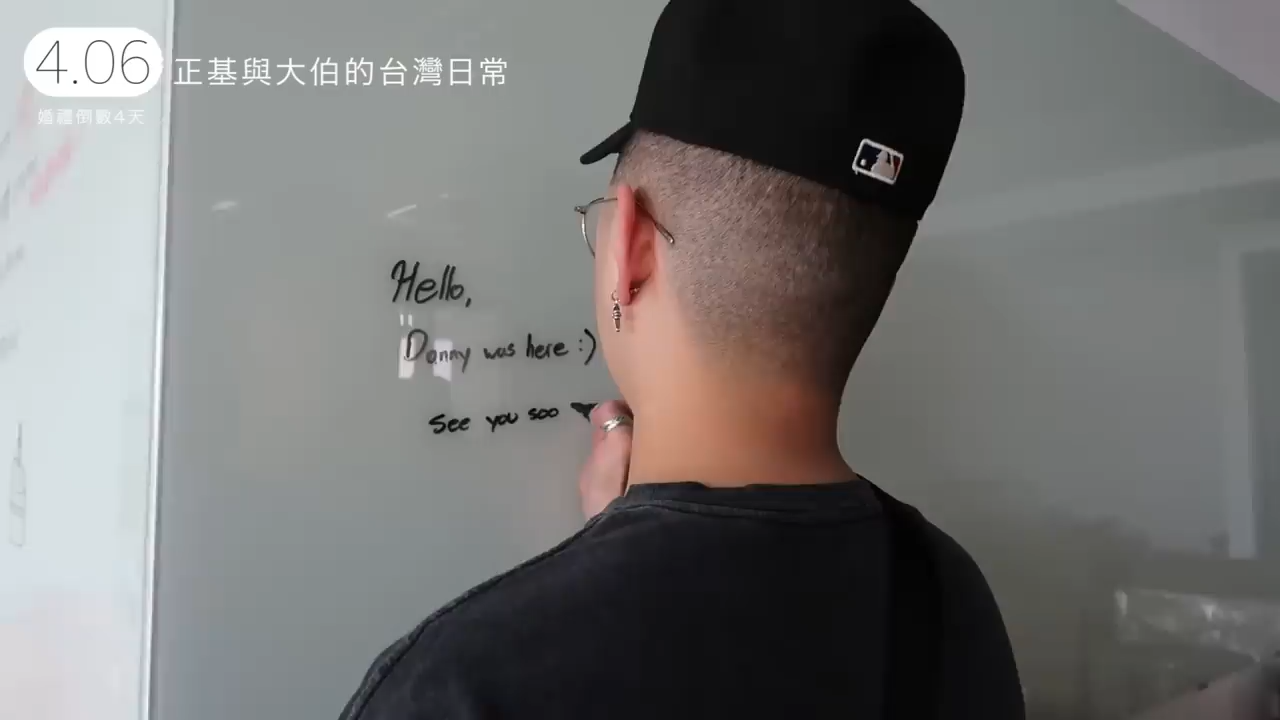 4.06
正基與大伯的台灣日常
婚禮倒數4天
Hello,
Danny was here :)
see you soo